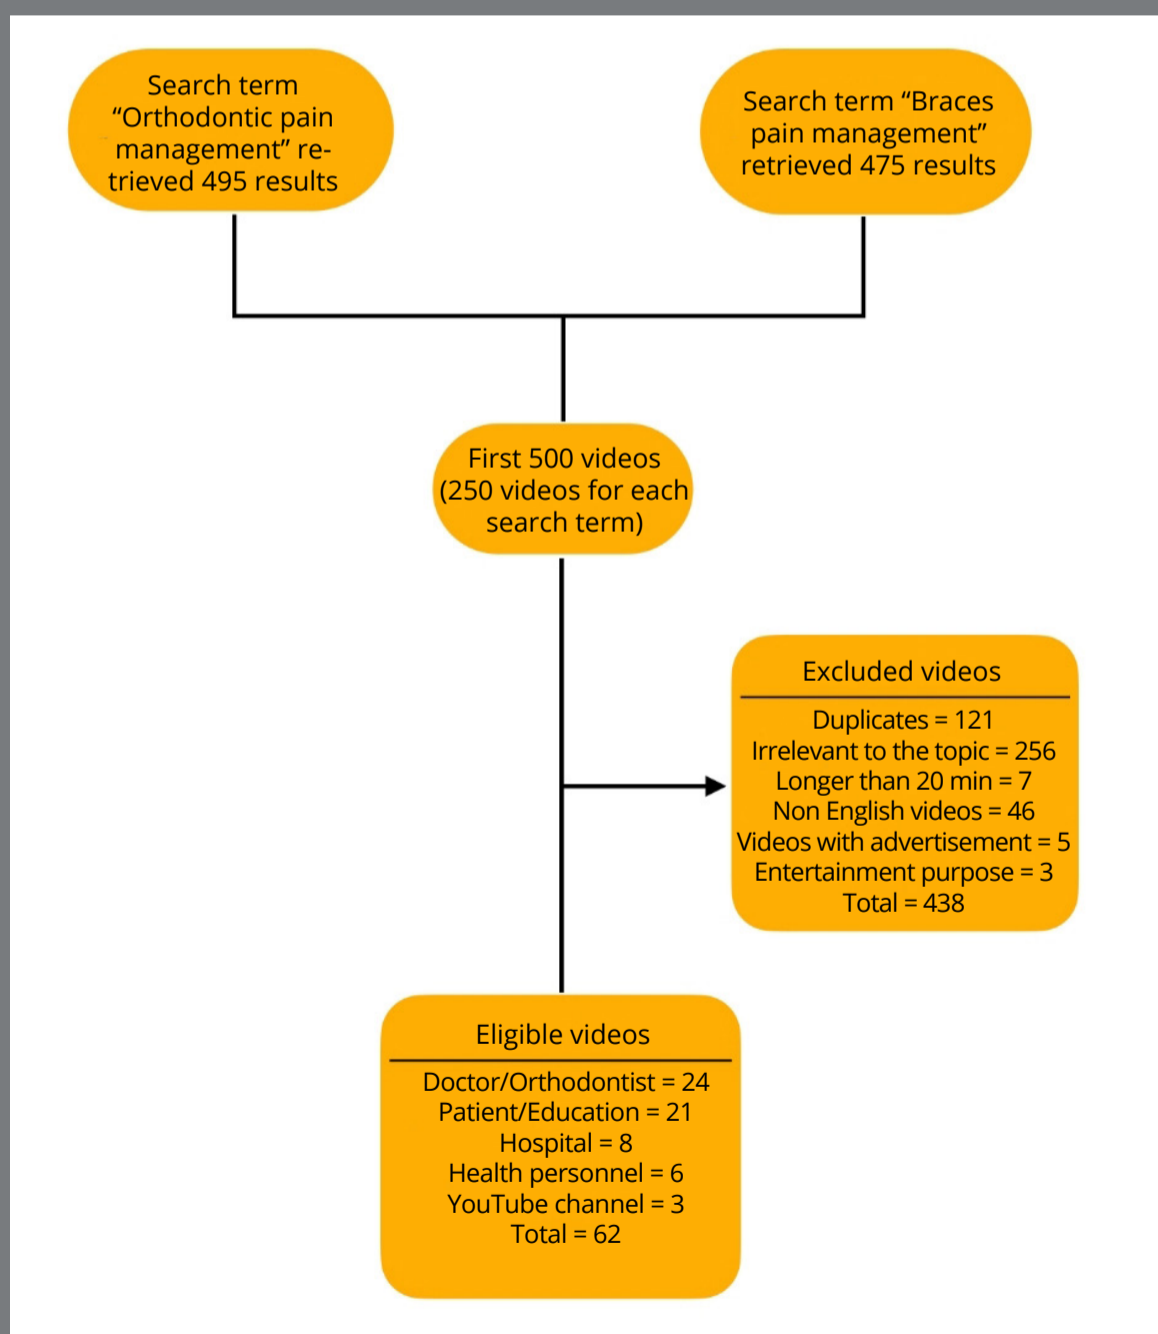 Search term
“Orthodontic pain
management” re-
trieved 495 results
Search term “Braces
pain management”
retrieved 475 results
First 500 videos
(250 videos for each
search term)
Excluded videos
Duplicates = 121
Irrelevant to the topic = 256
Longer than 20 min = 7
Non English videos = 46
Videos with advertisement = 5
Entertainment purpose = 3
Total = 438
Eligible videos
Doctor/Orthodontist = 24
Patient/Education = 21
Hospital = 8
Health personnel = 6
YouTube channel = 3
Total = 62